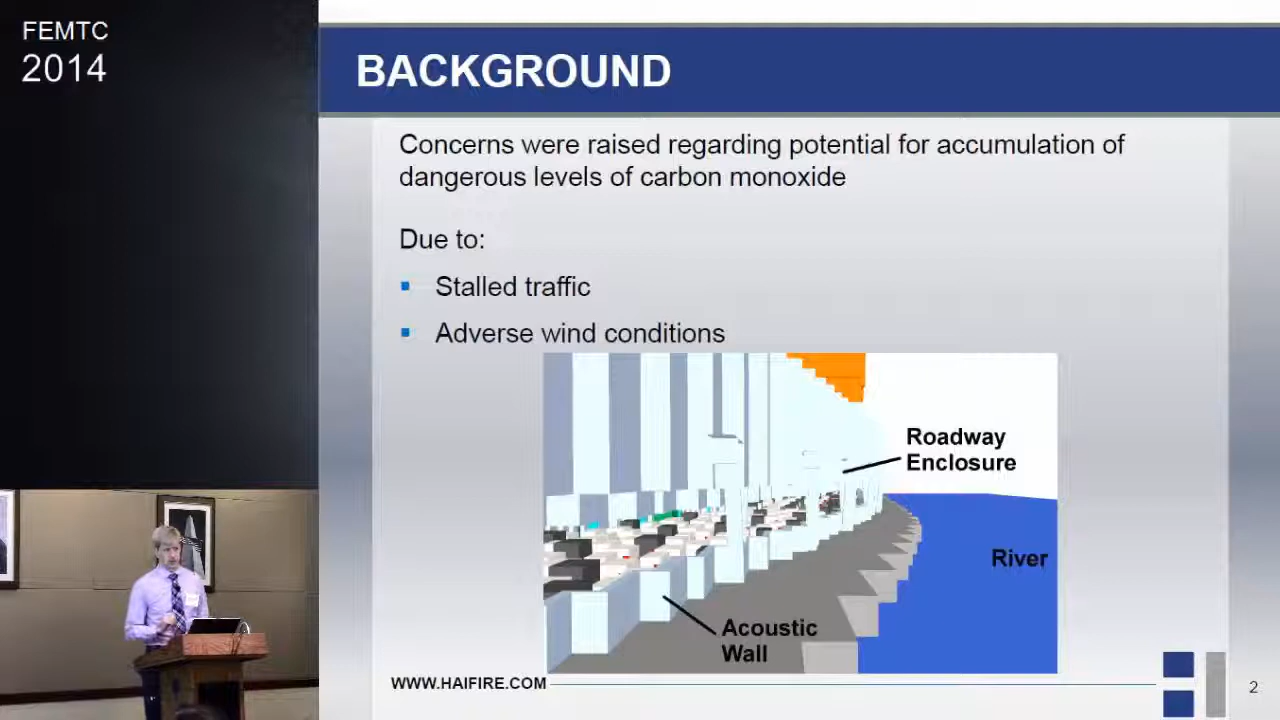 FEMTC
2014
BACKGROUND
Concerns were raised regarding potential for accumulation of
dangerous levels of carbon monoxide
Due to:
Stalled traffic
Adverse wind conditions
Roadway
Enclosure
River
Acoustic
Wall
WWW.HAIFIRE.COM
2